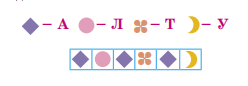 – А – Л – Т – У